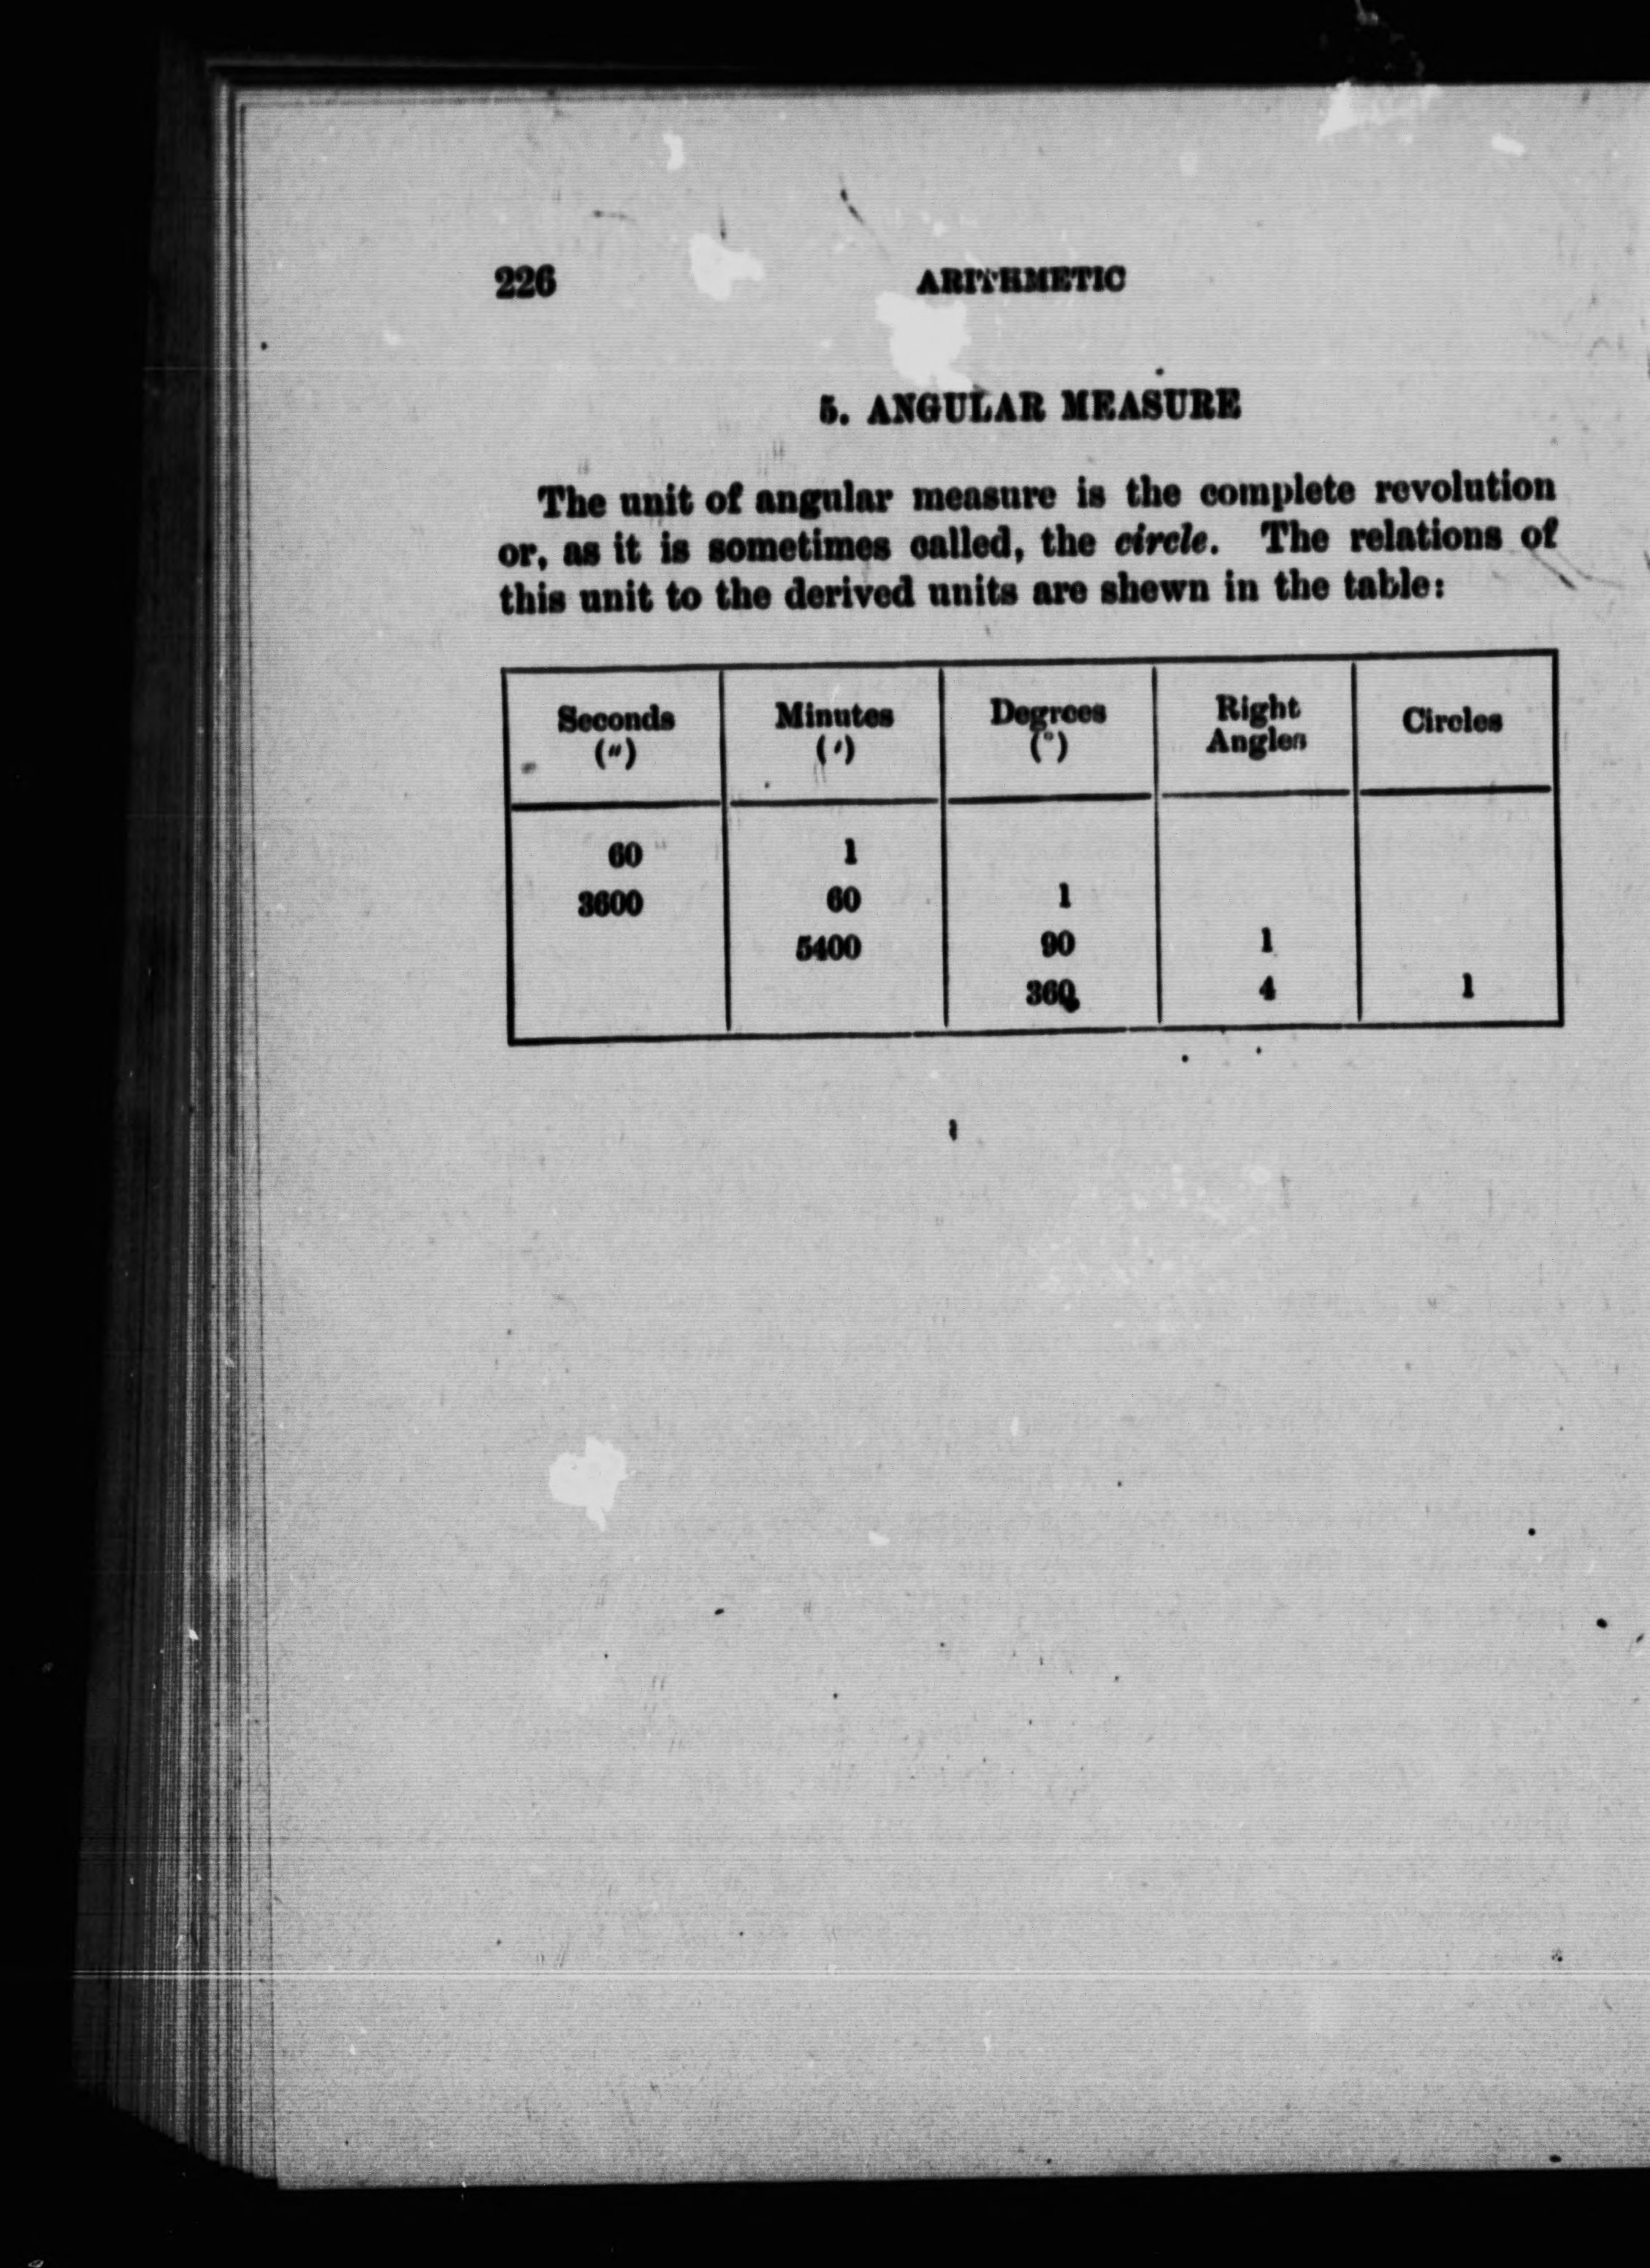 226 ARITHMETIC
5. ANGULAR MEASURE
The unit of angular measure is the complete revolution
or, as it is sometimes called, the circle. The relations of
this unit to the derived units are shewn in the table:
Seconds Minutes Degrees Right Circles
(″) (′) (°) Angles
60 1
3600 60 1
5400 90 1
360 4 1